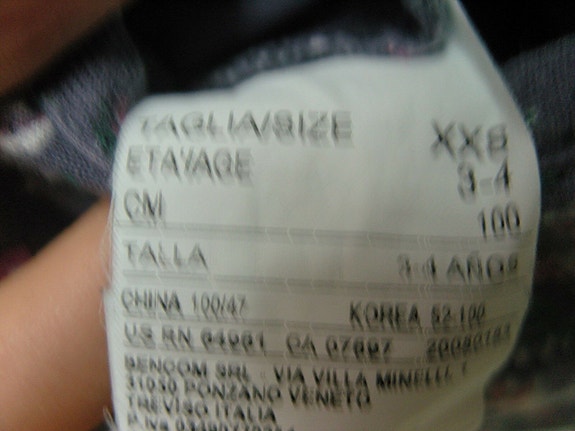 TAGLIA/SIZE XXS
ETA'/AGE 3-4
CM 100
TALLA 3-4 AÑOS
CHINA 100/47 KOREA 52-100
US RN 64961 CA 07697
BENCOM SRL - VIA VILLA MINELLI, 1
31050 PONZANO VENETO
TREVISO ITALIA
P.Iva